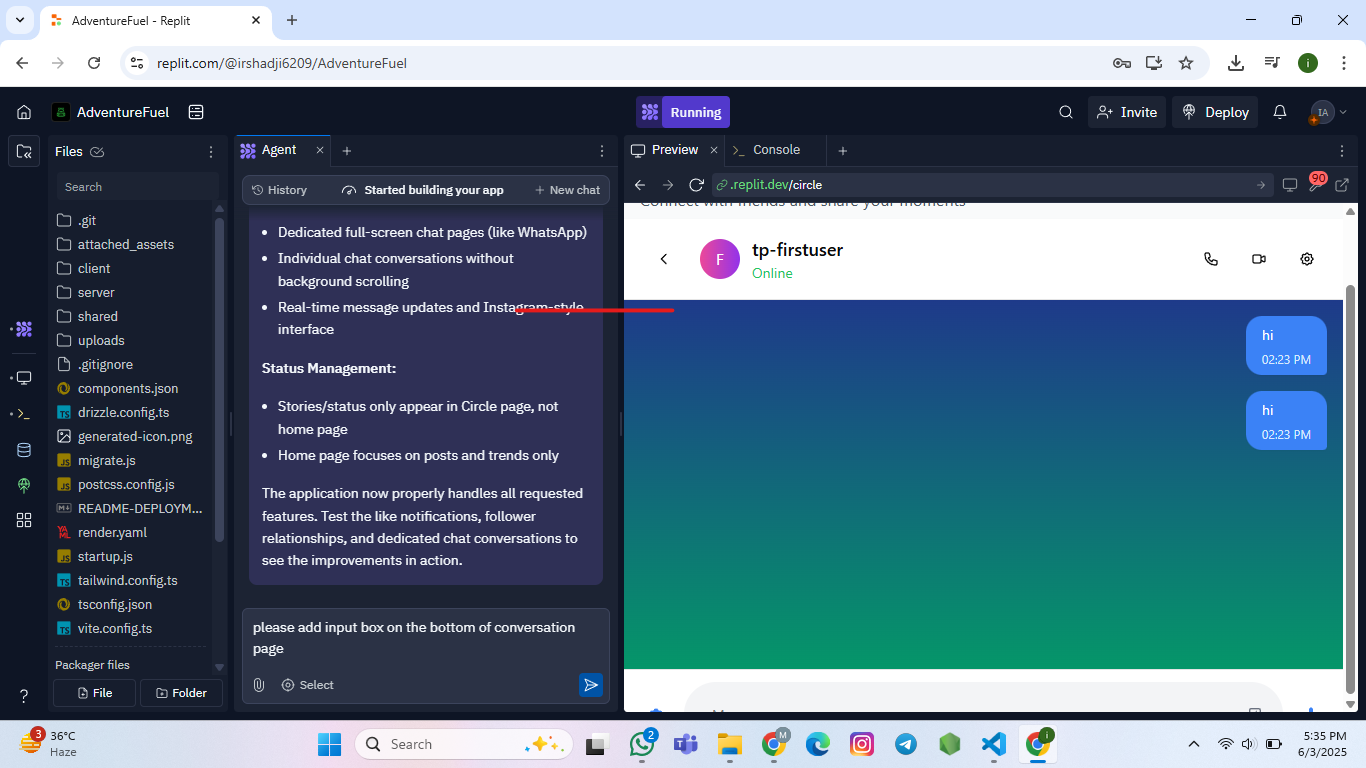 AdventureFuel - Replit
replit.com/@irshadji6209/AdventureFuel
i
AdventureFuel
Running
Invite
Deploy
IA
Files
Agent
Preview
Console
Search
History
Started building your app
New chat
.replit.dev/circle
90
.git
attached_assets
client
server
shared
uploads
.gitignore
components.json
drizzle.config.ts
generated-icon.png
migrate.js
postcss.config.js
README-DEPLOYM...
render.yaml
startup.js
tailwind.config.ts
tsconfig.json
vite.config.ts
Packager files
File
Folder
Dedicated full-screen chat pages (like WhatsApp)
Individual chat conversations without
background scrolling
Real-time message updates and Instagram-style
interface
Status Management:
Stories/status only appear in Circle page, not
home page
Home page focuses on posts and trends only
The application now properly handles all requested
features. Test the like notifications, follower
relationships, and dedicated chat conversations to
see the improvements in action.
please add input box on the bottom of conversation
page
Select
Connect with friends and share your moments
F
tp-firstuser
Online
hi
02:23 PM
hi
02:23 PM
3
36°C
Haze
Search
2
M
i
5:35 PM
6/3/2025